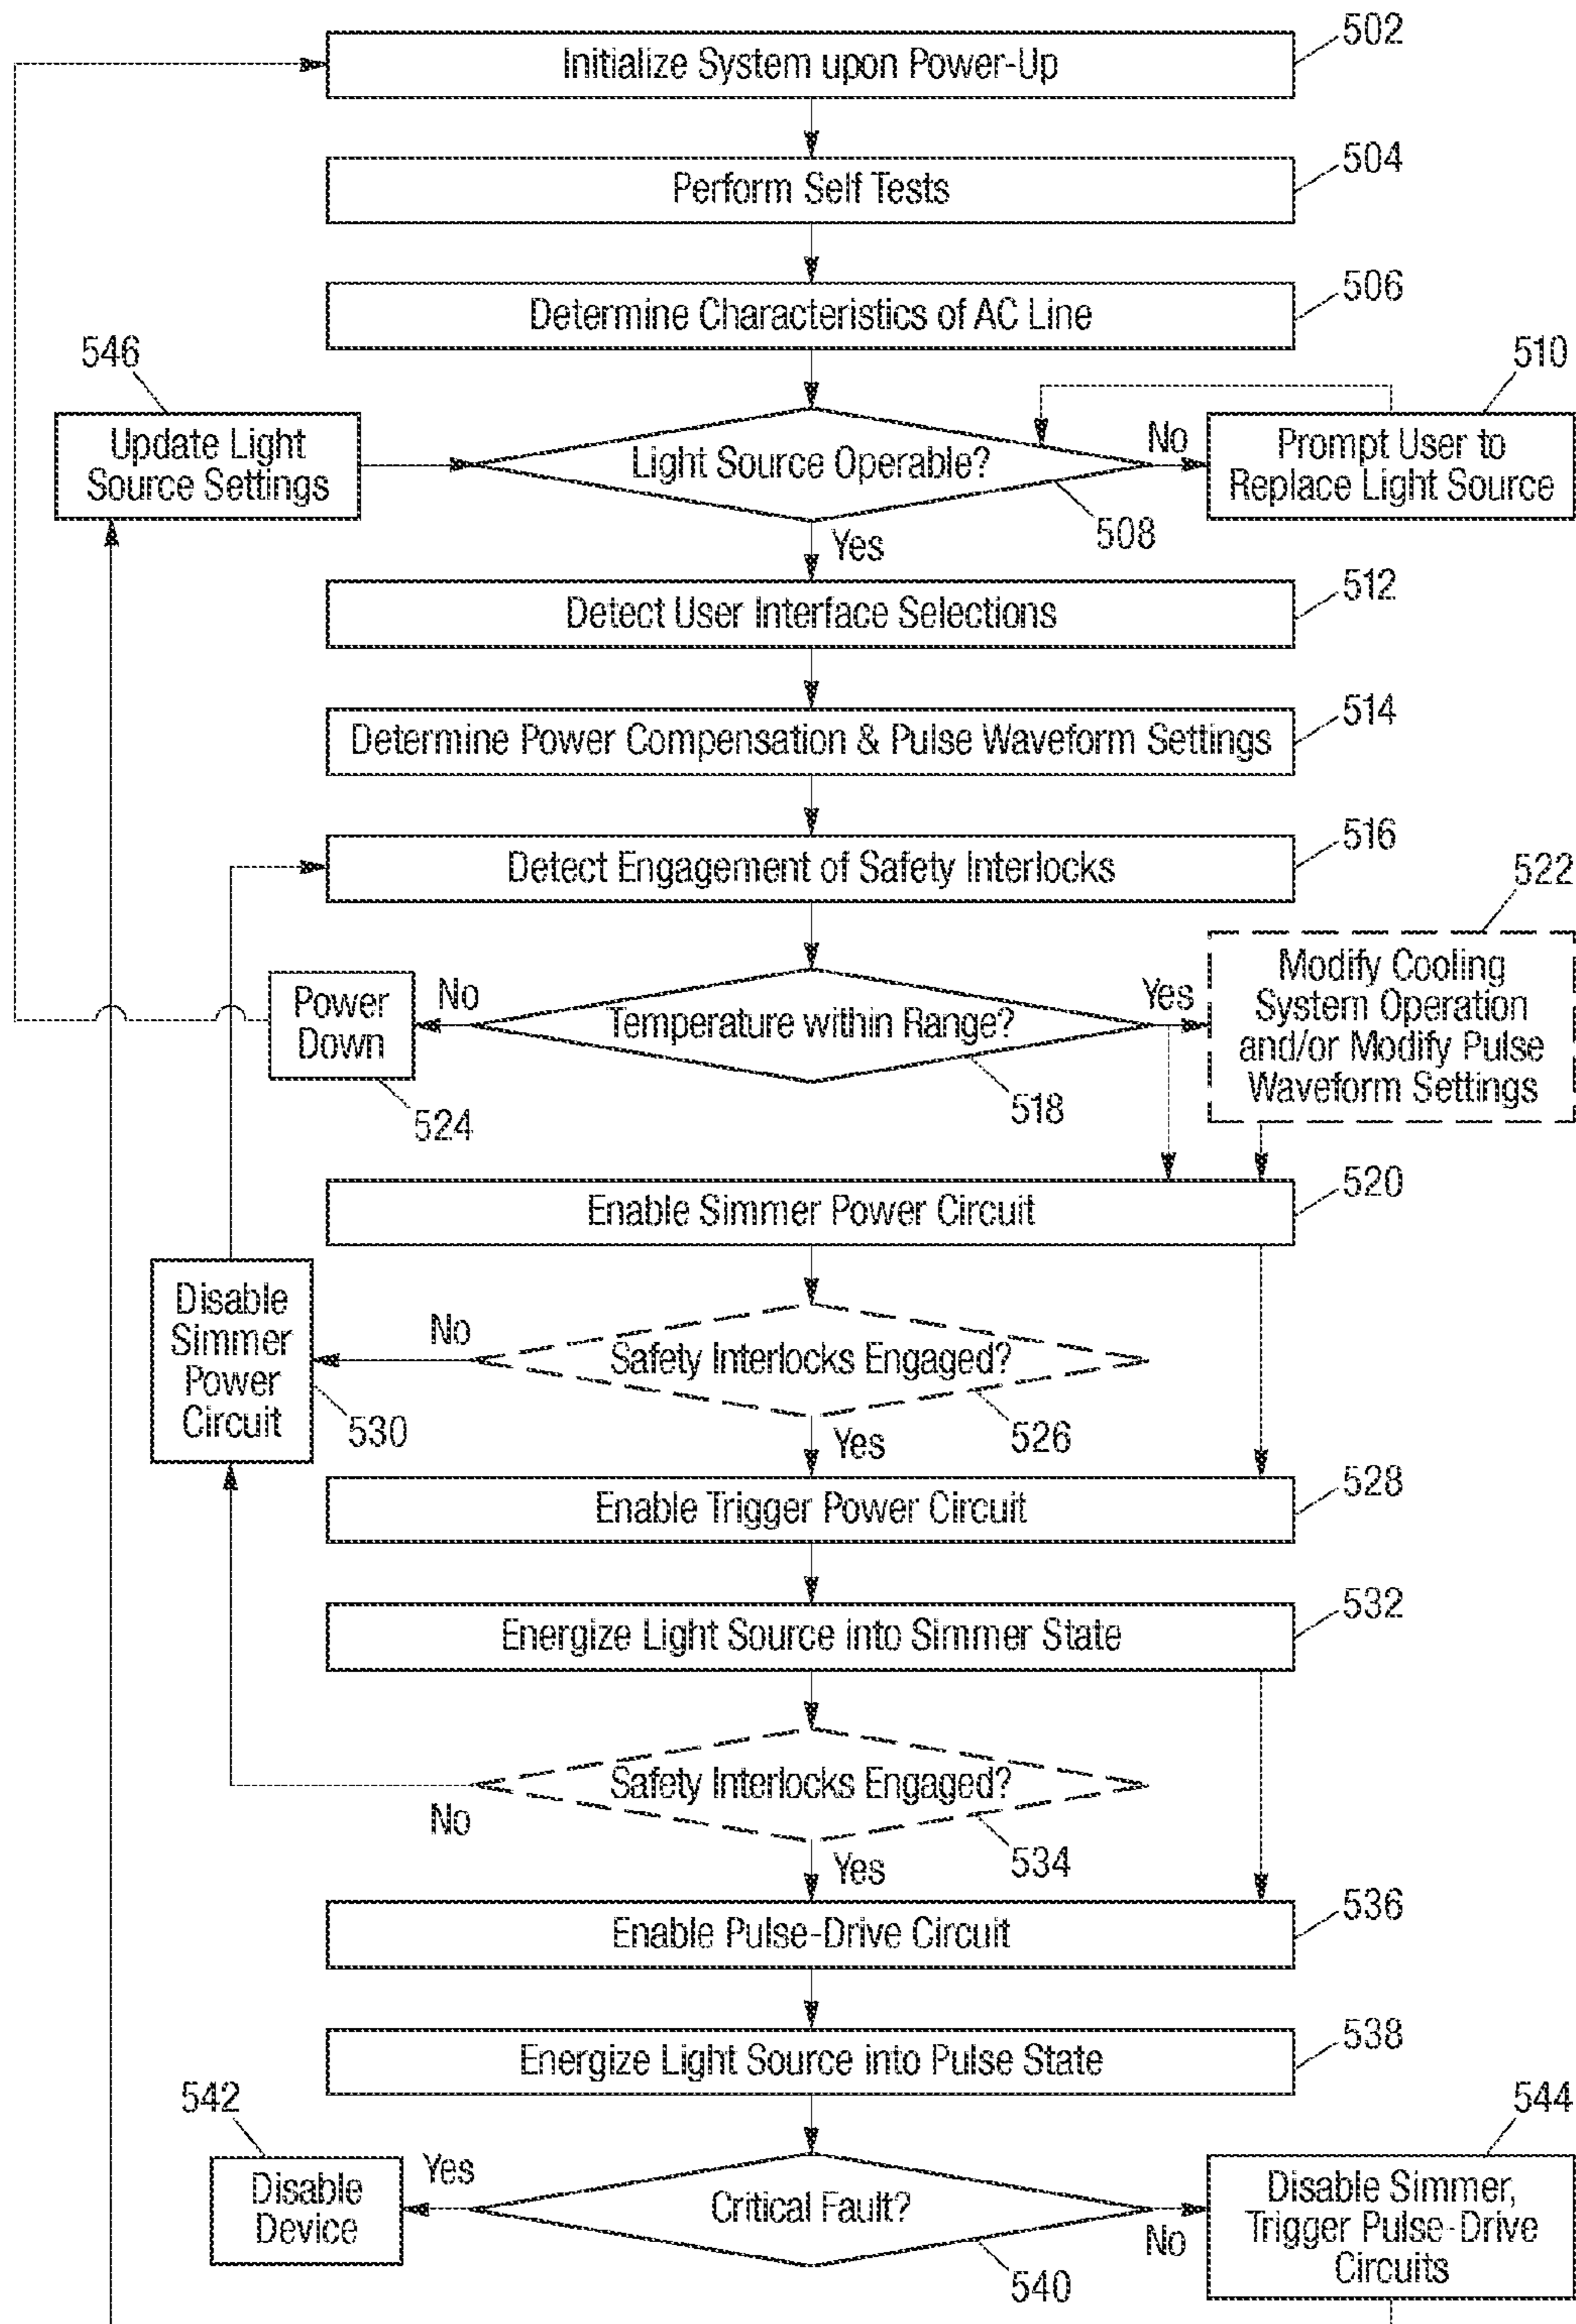 502
Initialize System upon Power-Up
504
Perform Self Tests
506
Determine Characteristics of AC Line
546
510
Update Light
Source Settings
Light Source Operable?
No
Prompt User to
Replace Light Source
508
Yes
512
Detect User Interface Selections
514
Determine Power Compensation & Pulse Waveform Settings
516
Detect Engagement of Safety Interlocks
522
Power
Down
No
Temperature within Range?
Yes
Modify Cooling
System Operation
and/or Modify Pulse
Waveform Settings
524
518
520
Enable Simmer Power Circuit
Disable
Simmer
Power
Circuit
No
Safety Interlocks Engaged?
530
526
Yes
528
Enable Trigger Power Circuit
532
Energize Light Source into Simmer State
Safety Interlocks Engaged?
No
534
Yes
536
Enable Pulse-Drive Circuit
538
Energize Light Source into Pulse State
542
544
Disable
Device
Yes
Critical Fault?
No
Disable Simmer,
Trigger Pulse-Drive
Circuits
540